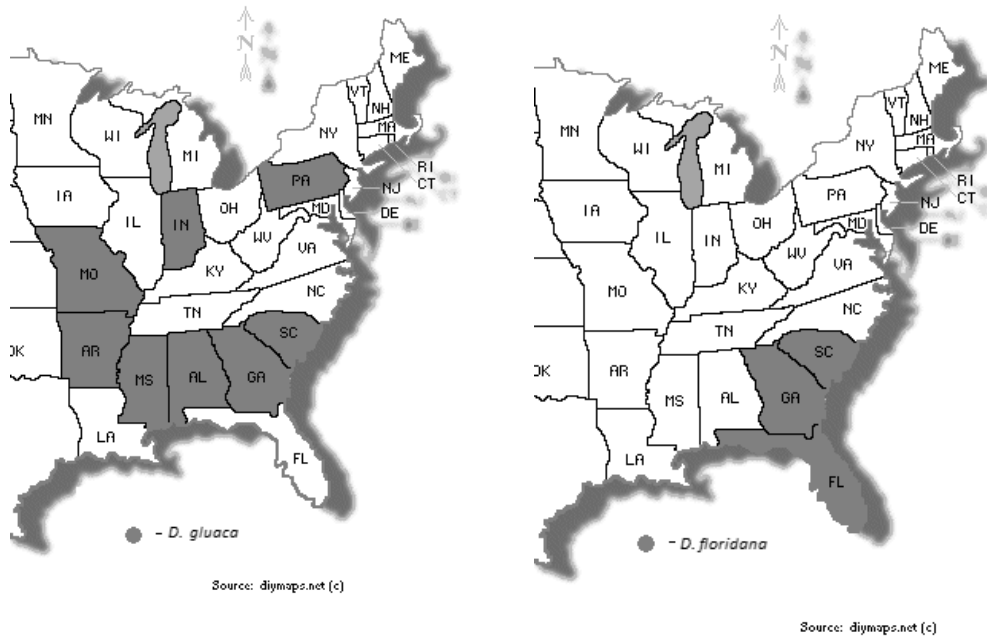 N
ME
VT
NH
MN
WI
MI
NY
MA
RI
CT
IA
PA
NJ
DE
IL
IN
OH
MD
MO
WV
VA
KY
NC
TN
OK
AR
SC
MS
AL
GA
LA
FL
– D. gluaca
Source: diymaps.net (c)
N
ME
VT
NH
MN
WI
MI
NY
MA
RI
CT
IA
PA
NJ
DE
IL
IN
OH
MD
MO
WV
VA
KY
NC
TN
OK
AR
SC
MS
AL
GA
LA
FL
– D. floridana
Source: diymaps.net (c)